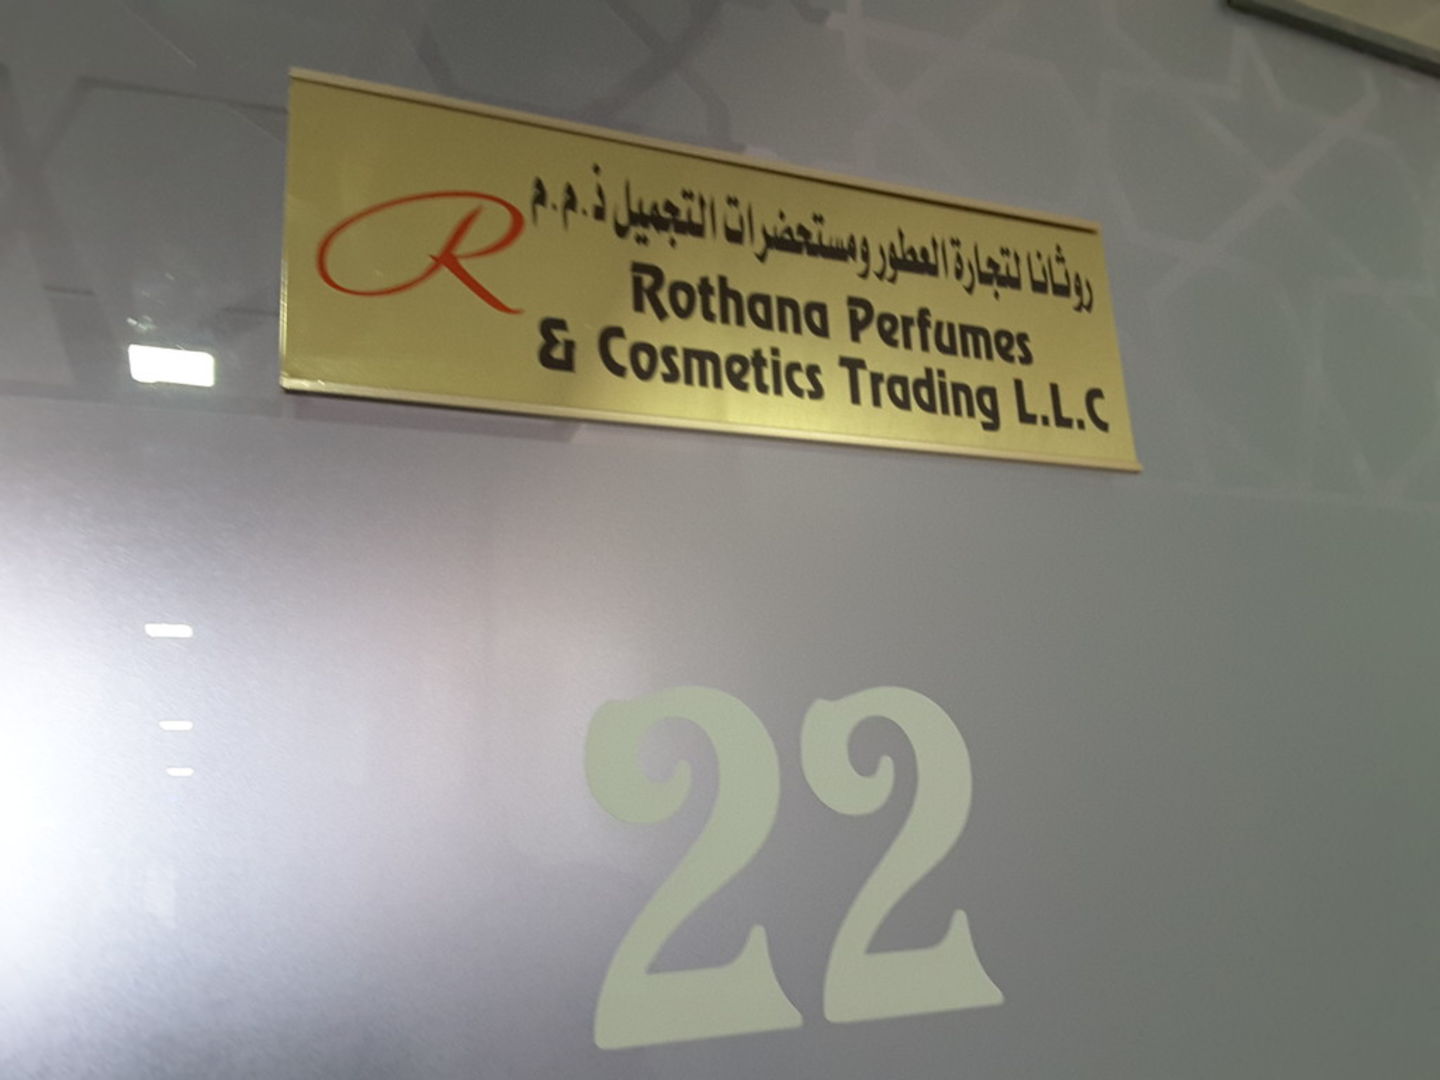 R
روثانا لتجارة العطور ومستحضرات التجميل ذ.م.م
Rothana Perfumes
& Cosmetics Trading L.L.C
22